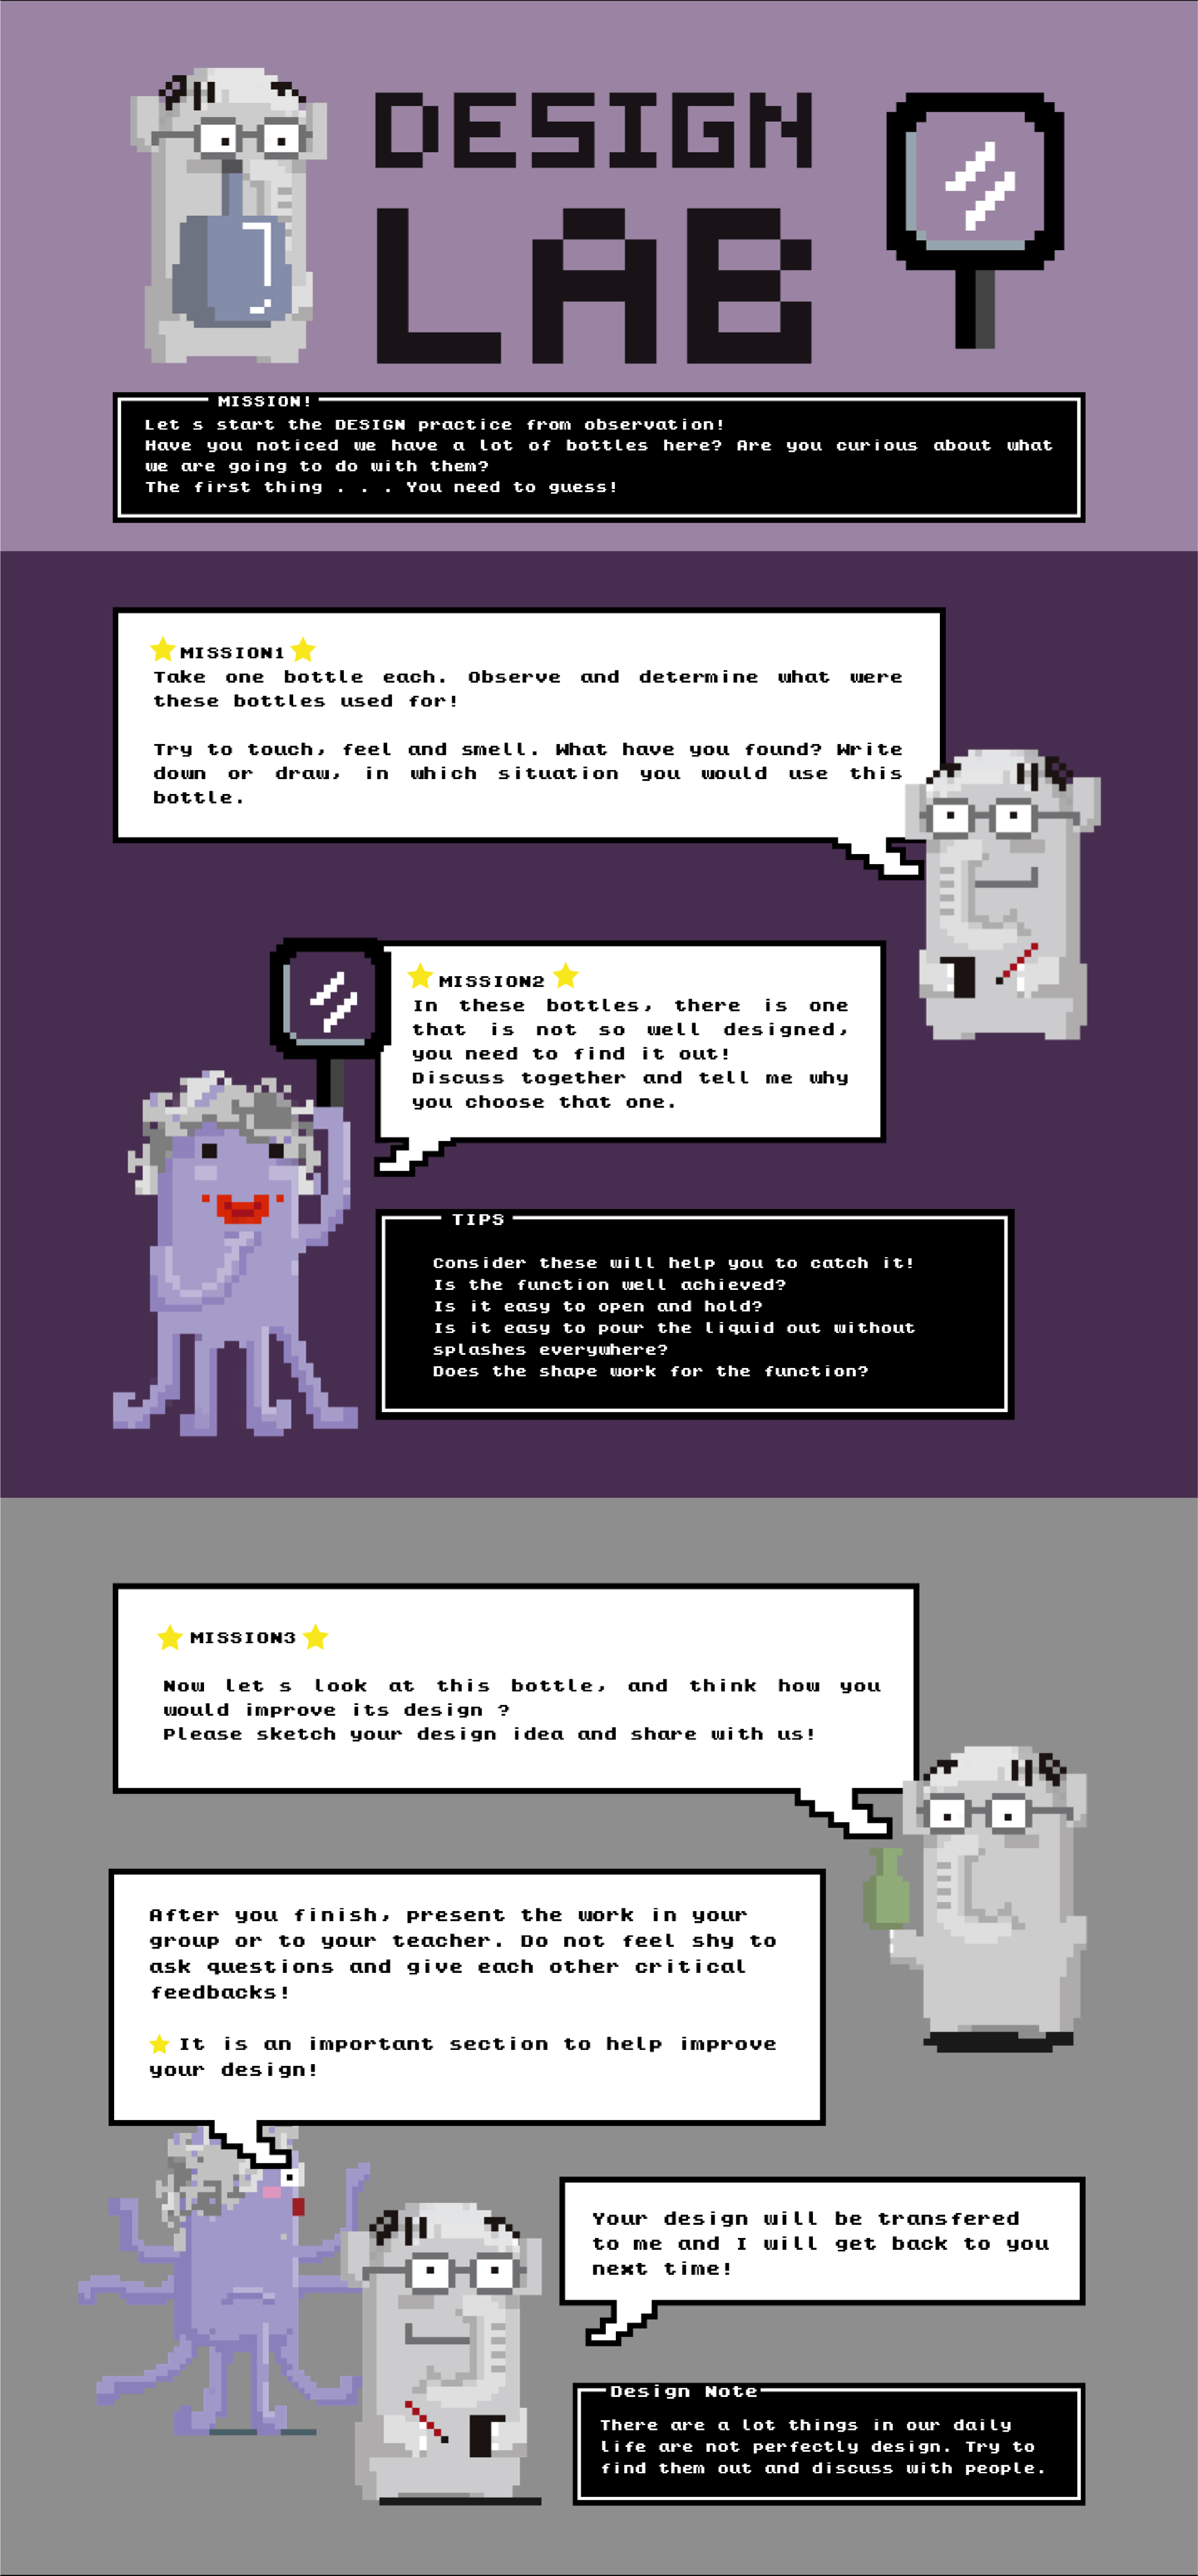 DESIGN
LAB
MISSION!
Let s start the DESIGN practice from observation!
Have you noticed we have a lot of bottles here? Are you curious about what
we are going to do with them?
The first thing . . . You need to guess!
MISSION1
Take one bottle each. Observe and determine what were
these bottles used for!
Try to touch, feel and smell. What have you found? Write
down or draw, in which situation you would use this
bottle.
MISSION2
In these bottles, there is one
that is not so well designed,
you need to find it out!
Discuss together and tell me why
you choose that one.
TIPS
Consider these will help you to catch it!
Is the function well achieved?
Is it easy to open and hold?
Is it easy to pour the liquid out without
splashes everywhere?
Does the shape work for the function?
MISSION3
Now let s look at this bottle, and think how you
would improve its design ?
Please sketch your design idea and share with us!
After you finish, present the work in your
group or to your teacher. Do not feel shy to
ask questions and give each other critical
feedbacks!
It is an important section to help improve
your design!
Your design will be transfered
to me and I will get back to you
next time!
Design Note
There are a lot things in our daily
life are not perfectly design. Try to
find them out and discuss with people.